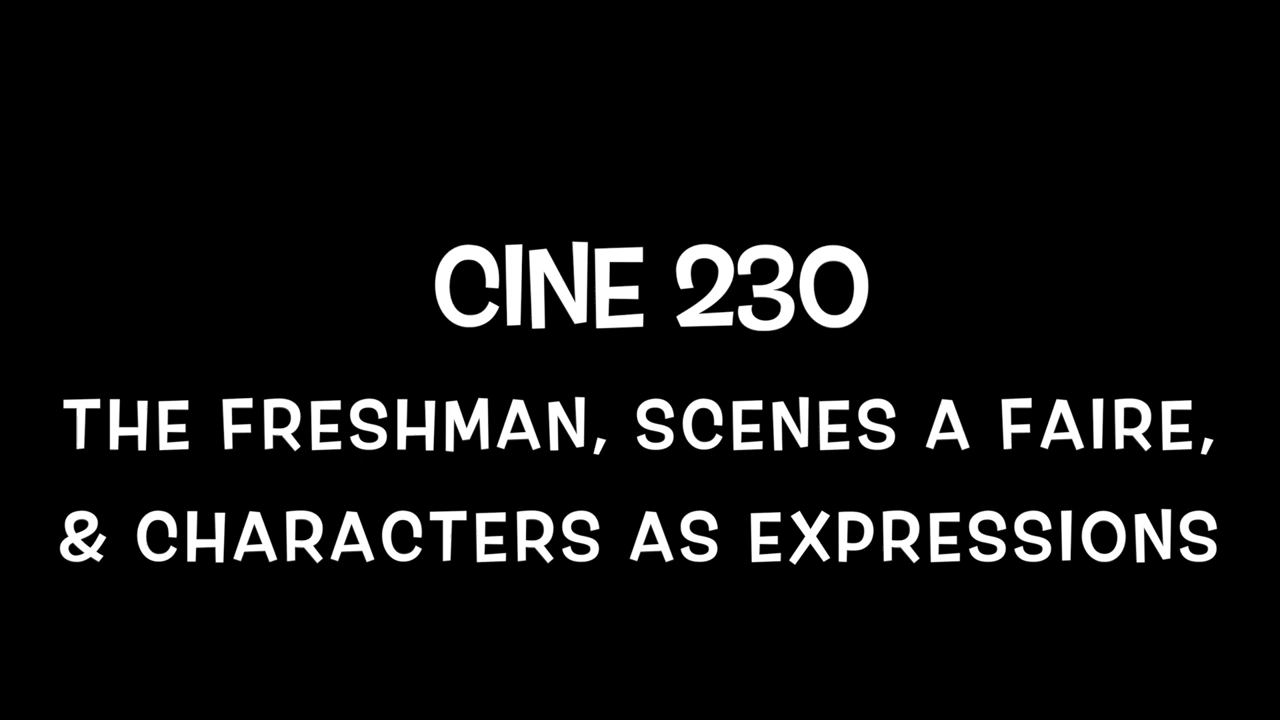 CINE 230
THE FRESHMAN, SCENES A FAIRE,
& CHARACTERS AS EXPRESSIONS